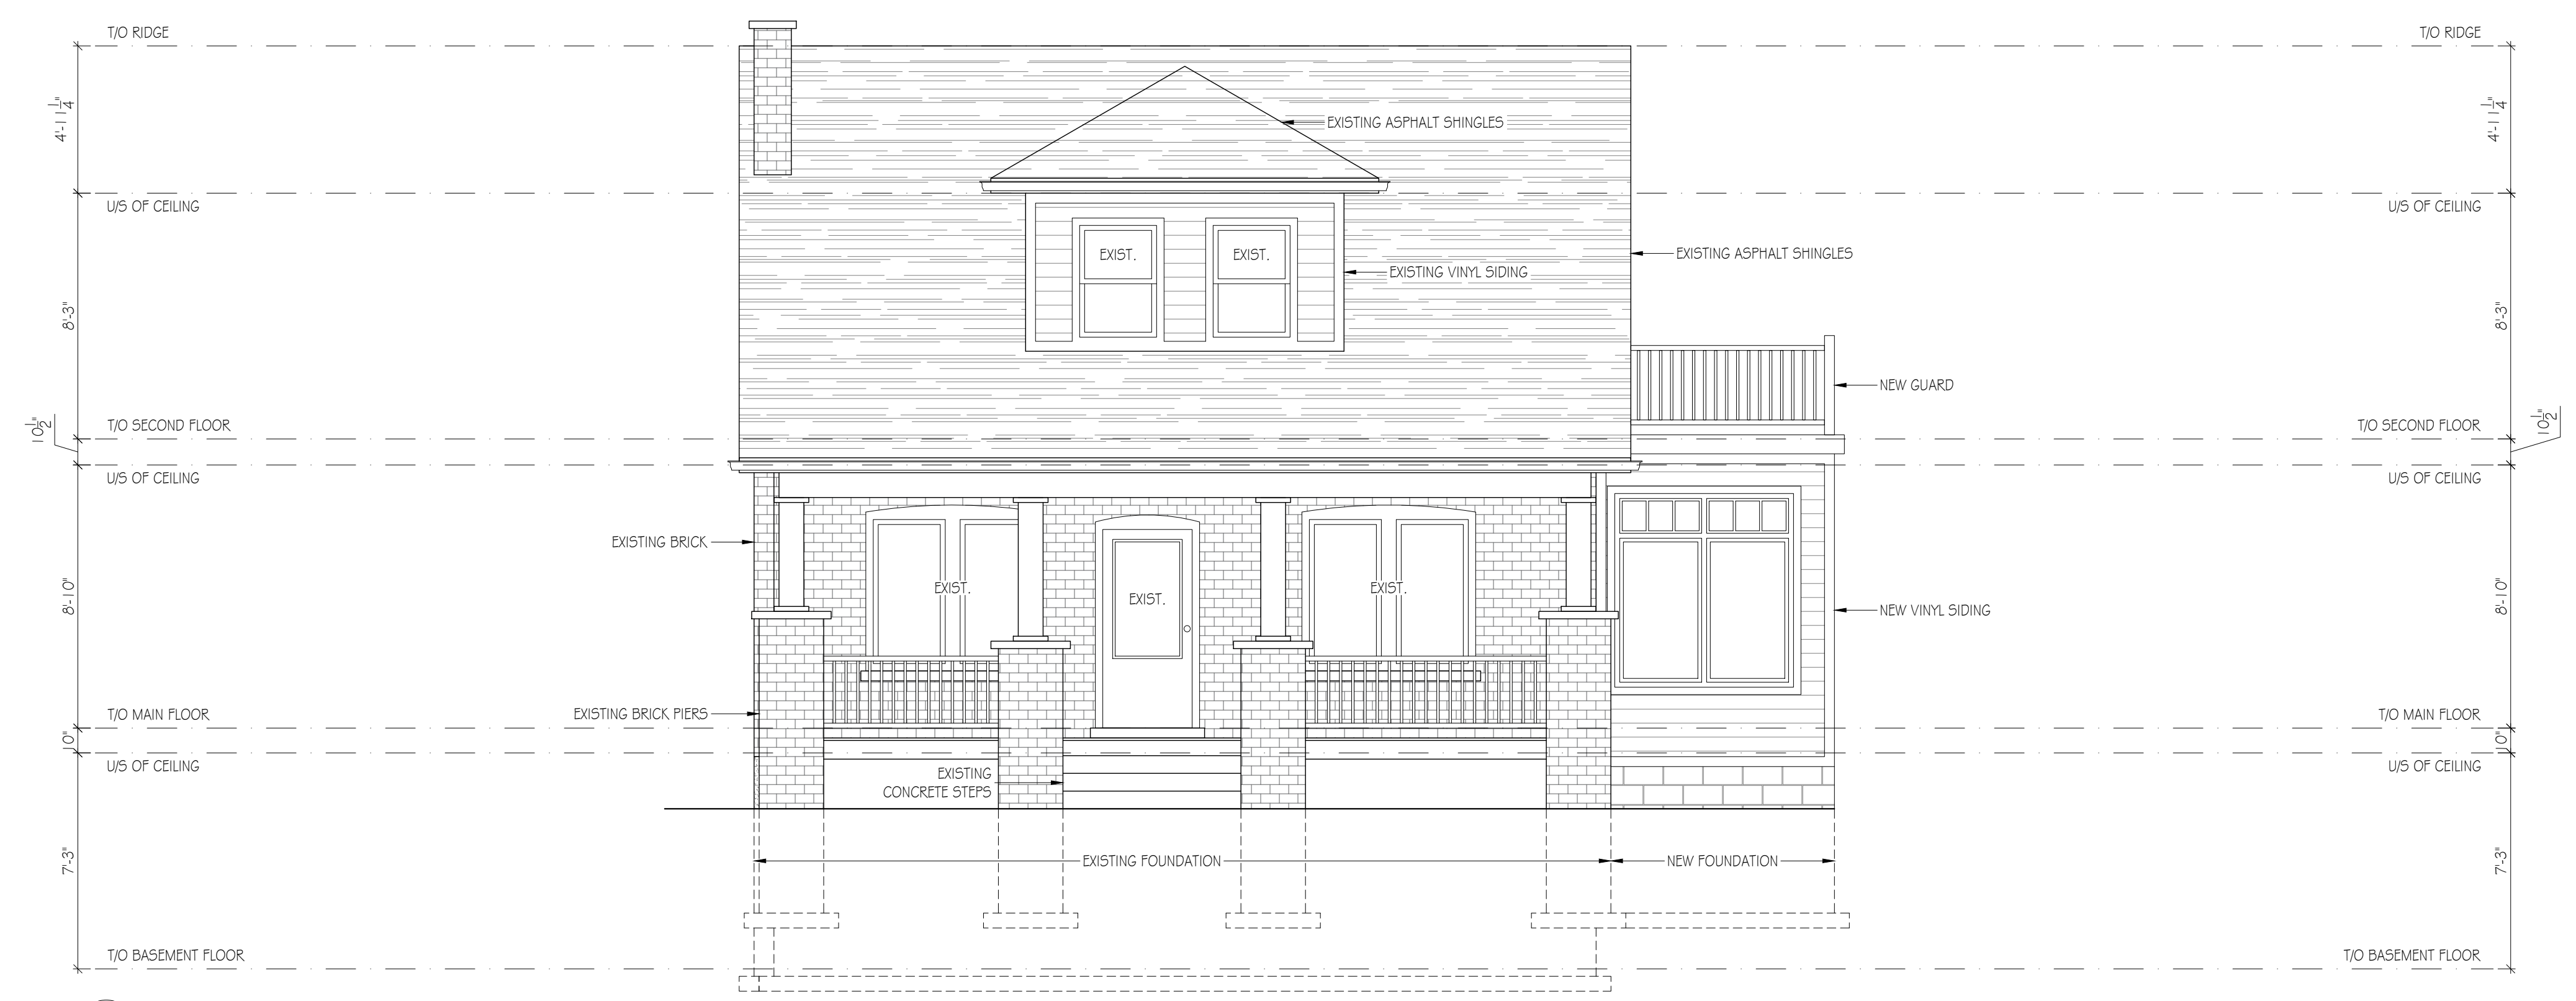 T/O RIDGE
T/O RIDGE
4'-11 1/4"
4'-11 1/4"
EXISTING ASPHALT SHINGLES
U/S OF CEILING
U/S OF CEILING
EXIST.
EXIST.
EXISTING ASPHALT SHINGLES
EXISTING VINYL SIDING
8'-3"
8'-3"
NEW GUARD
T/O SECOND FLOOR
T/O SECOND FLOOR
10 1/2"
10 1/2"
U/S OF CEILING
U/S OF CEILING
EXISTING BRICK
EXIST.
EXIST.
EXIST.
8'-10"
8'-10"
NEW VINYL SIDING
T/O MAIN FLOOR
EXISTING BRICK PIERS
T/O MAIN FLOOR
10"
10"
U/S OF CEILING
U/S OF CEILING
EXISTING
CONCRETE STEPS
7'-3"
7'-3"
EXISTING FOUNDATION
NEW FOUNDATION
T/O BASEMENT FLOOR
T/O BASEMENT FLOOR